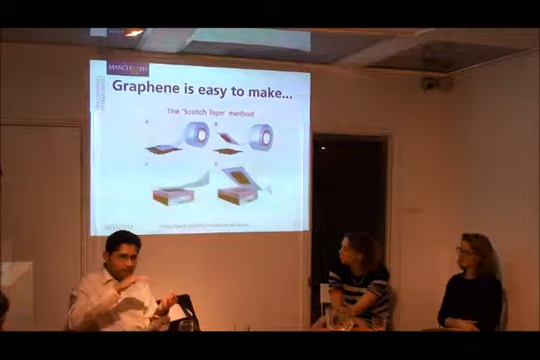 MANCHESTER
Graphene is easy to make...
The 'Scotch Tape' method